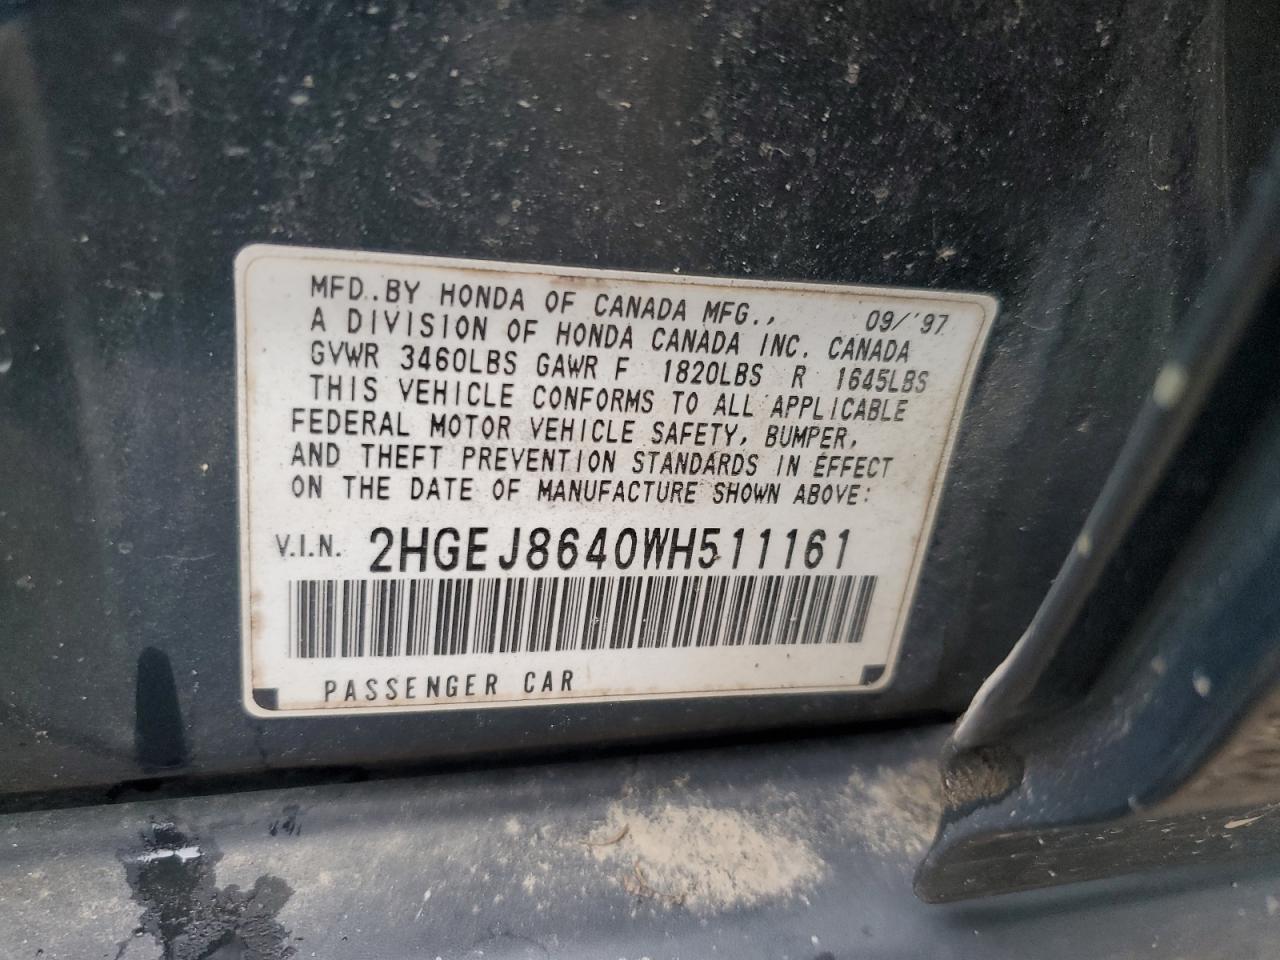 MFD. BY HONDA OF CANADA MFG., 09/'97
A DIVISION OF HONDA CANADA INC. CANADA
GVWR 3460LBS GAWR F 1820LBS R 1645LBS
THIS VEHICLE CONFORMS TO ALL APPLICABLE
FEDERAL MOTOR VEHICLE SAFETY, BUMPER,
AND THEFT PREVENTION STANDARDS IN EFFECT
ON THE DATE OF MANUFACTURE SHOWN ABOVE:
V.I.N. 2HGEJ8640WH511161
PASSENGER CAR